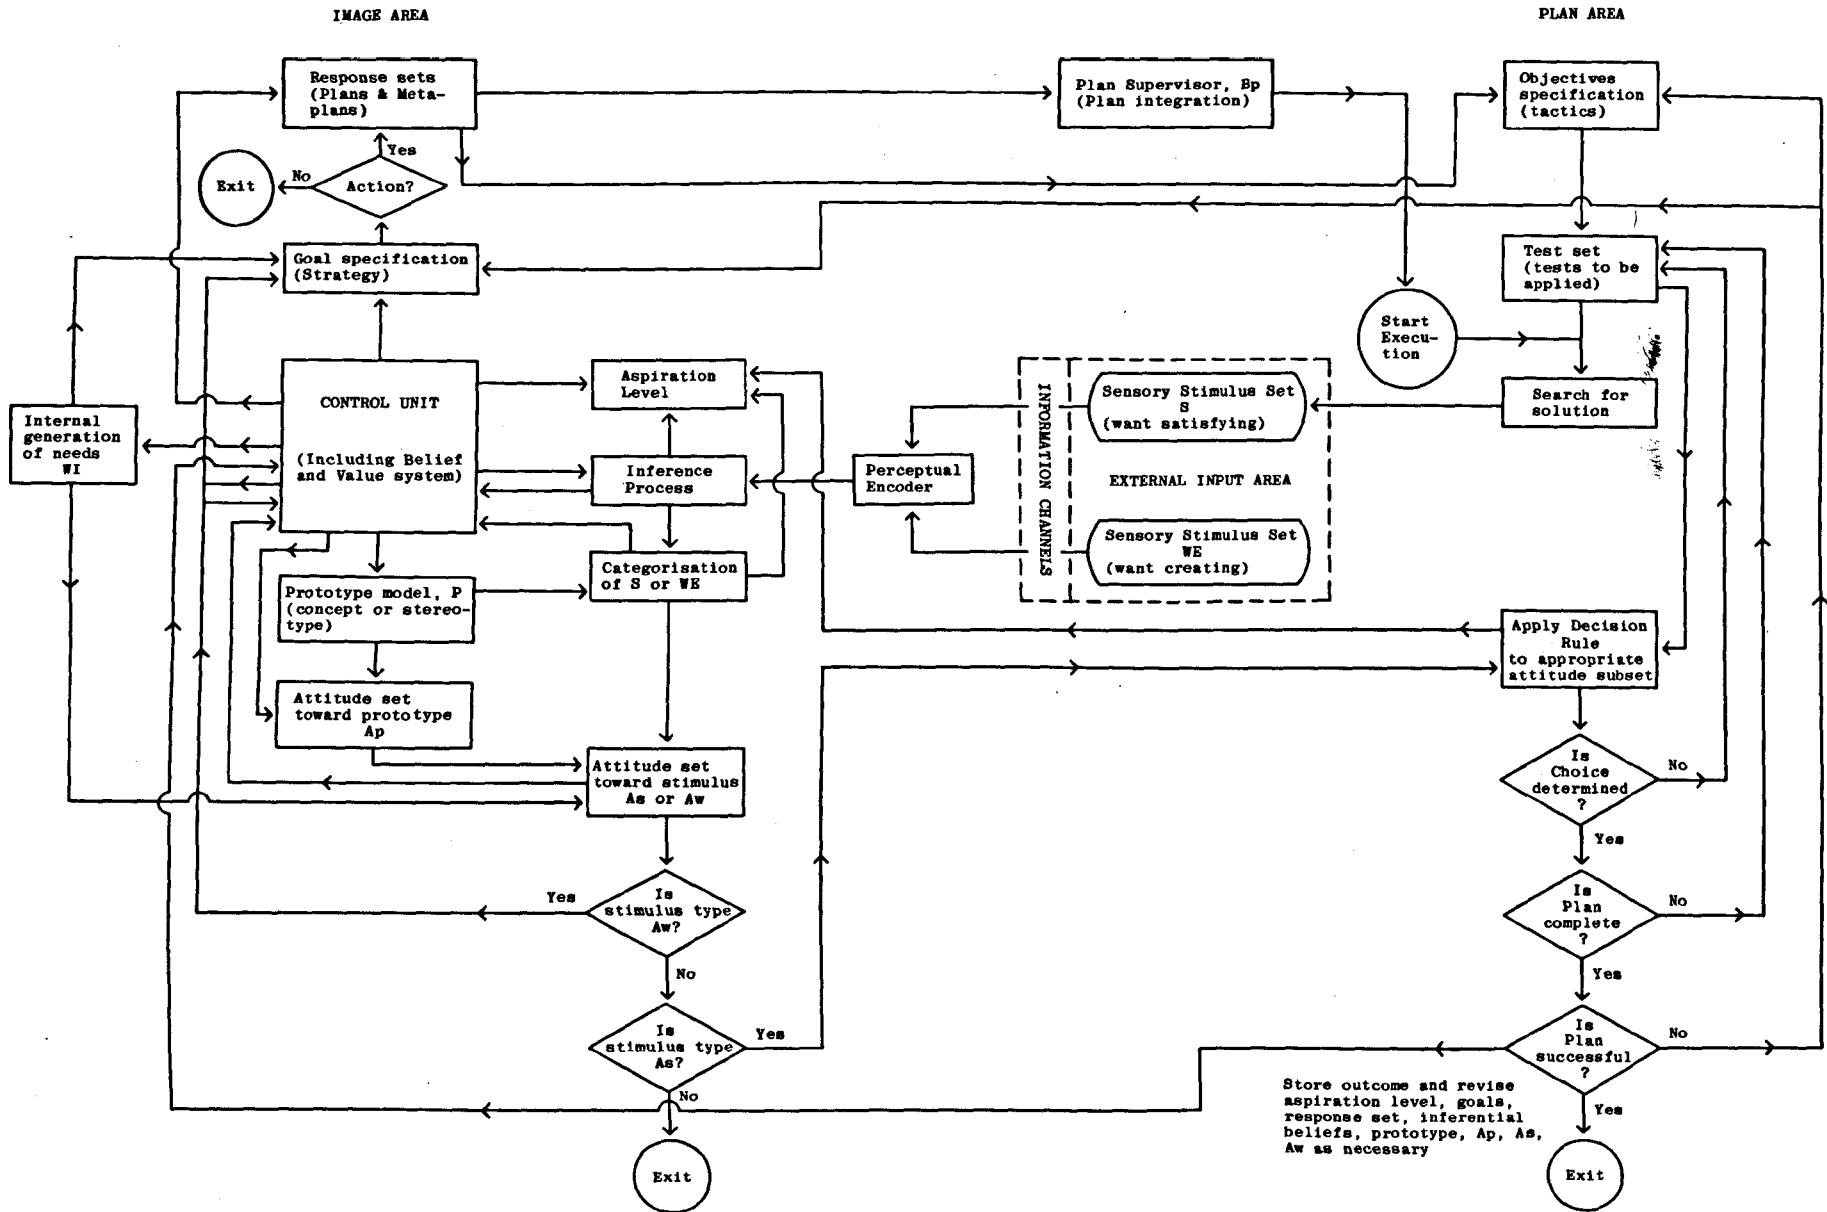 IMAGE AREA
PLAN AREA
Response sets
(Plans & Meta-
plans)
Plan Supervisor, Bp
(Plan integration)
Objectives
specification
(tactics)
Yes
Exit
No
Action?
Goal specification
(Strategy)
Test set
(tests to be
applied)
Start
Execu-
tion
CONTROL UNIT
(Including Belief
and Value system)
Aspiration
Level
INFORMATION CHANNELS
Sensory Stimulus Set
S
(want satisfying)
Search for
solution
Internal
generation
of needs
WI
Inference
Process
Perceptual
Encoder
EXTERNAL INPUT AREA
Sensory Stimulus Set
WE
(want creating)
Categorisation
of S or WE
Prototype model, P
(concept or stereo-
type)
Apply Decision
Rule
to appropriate
attitude subset
Attitude set
toward prototype
Ap
Attitude set
toward stimulus
As or Aw
Is
Choice
determined
?
No
Yes
Is
stimulus type
Aw?
Yes
No
Is
Plan
complete
?
No
Yes
Is
stimulus type
As?
Yes
No
Is
Plan
successful
?
No
Yes
Store outcome and revise
aspiration level, goals,
response set, inferential
beliefs, prototype, Ap, As,
Aw as necessary
Exit
Exit